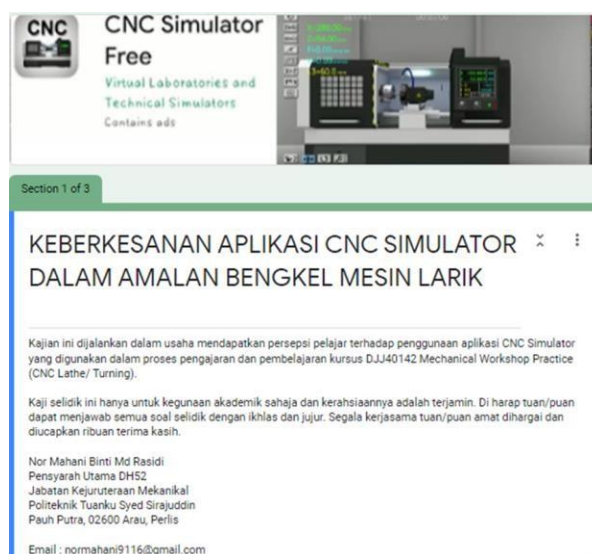 CNC
CNC Simulator
Free
Virtual Laboratories and
Technical Simulators
Contains ads
Section 1 of 3
KEBERKESANAN APLIKASI CNC SIMULATOR
DALAM AMALAN BENGKEL MESIN LARIK
Kajian ini dijalankan dalam usaha mendapatkan persepsi pelajar terhadap penggunaan aplikasi CNC Simulator
yang digunakan dalam proses pengajaran dan pembelajaran kursus DJJ40142 Mechanical Workshop Practice
(CNC Lathe/ Turning).
Kaji selidik ini hanya untuk kegunaan akademik sahaja dan kerahsiaannya adalah terjamin. Di harap tuan/puan
dapat menjawab semua soal selidik dengan ikhlas dan jujur. Segala kerjasama tuan/puan amat dihargai dan
diucapkan ribuan terima kasih.
Nor Mahani Binti Md Rasidi
Pensyarah Utama DH52
Jabatan Kejuruteraan Mekanikal
Politeknik Tuanku Syed Sirajuddin
Pauh Putra, 02600 Arau, Perlis
Email : normahani9116@gmail.com